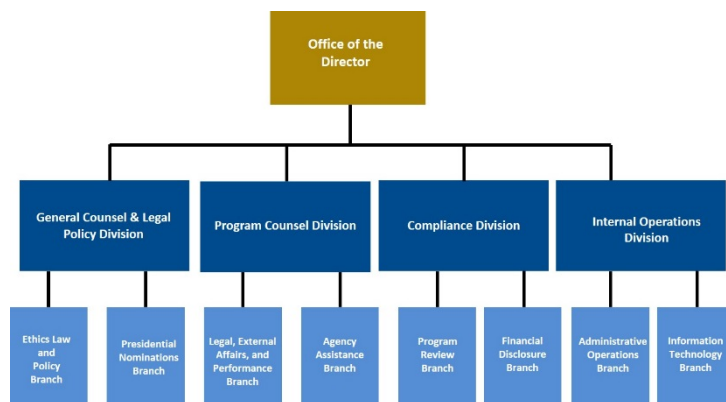 Office of the
Director
General Counsel & Legal
Policy Division
Program Counsel Division
Compliance Division
Internal Operations
Division
Ethics Law
and
Policy
Branch
Presidential
Nominations
Branch
Legal, External
Affairs, and
Performance
Branch
Agency
Assistance
Branch
Program
Review
Branch
Financial
Disclosure
Branch
Administrative
Operations
Branch
Information
Technology
Branch